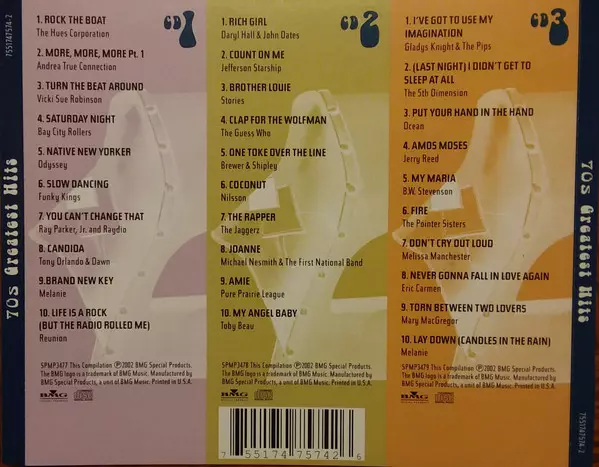 7551747574-2
70s Greatest Hits
CD1
1. ROCK THE BOAT
The Hues Corporation
2. MORE, MORE, MORE Pt. 1
Andrea True Connection
3. TURN THE BEAT AROUND
Vicki Sue Robinson
4. SATURDAY NIGHT
Bay City Rollers
5. NATIVE NEW YORKER
Odyssey
6. SLOW DANCING
Funky Kings
7. YOU CAN'T CHANGE THAT
Ray Parker, Jr. and Raydio
8. CANDIDA
Tony Orlando & Dawn
9.BRAND NEW KEY
Melanie
10. LIFE IS A ROCK
(BUT THE RADIO ROLLED ME)
Reunion
SPMP3477 This Compilation ℗2002 BMG Special Products.
The BMG logo is a trademark of BMG Music. Manufactured by
BMG Special Products, a unit of BMG Music. Printed in U.S.A.
BMG
CD2
1. RICH GIRL
Daryl Hall & John Oates
2. COUNT ON ME
Jefferson Starship
3. BROTHER LOUIE
Stories
4. CLAP FOR THE WOLFMAN
The Guess Who
5. ONE TOKE OVER THE LINE
Brewer & Shipley
6. COCONUT
Nilsson
7. THE RAPPER
The Jaggerz
8. JOANNE
Michael Nesmith & The First National Band
9. AMIE
Pure Prairie League
10. MY ANGEL BABY
Toby Beau
SPMP3478 This Compilation ℗2002 BMG Special Products.
The BMG logo is a trademark of BMG Music. Manufactured by
BMG Special Products, a unit of BMG Music. Printed in U.S.A.
BMG
7 55174 75742 6
CD3
1. I'VE GOT TO USE MY
IMAGINATION
Gladys Knight & The Pips
2. (LAST NIGHT) I DIDN'T GET TO
SLEEP AT ALL
The 5th Dimension
3. PUT YOUR HAND IN THE HAND
Ocean
4. AMOS MOSES
Jerry Reed
5. MY MARIA
B.W. Stevenson
6. FIRE
The Pointer Sisters
7. DON'T CRY OUT LOUD
Melissa Manchester
8. NEVER GONNA FALL IN LOVE AGAIN
Eric Carmen
9. TORN BETWEEN TWO LOVERS
Mary MacGregor
10. LAY DOWN (CANDLES IN THE RAIN)
Melanie
SPMP3479 This Compilation ℗2002 BMG Special Products.
The BMG logo is a trademark of BMG Music. Manufactured by
BMG Special Products, a unit of BMG Music. Printed in U.S.A.
BMG
70s Greatest Hits
7551747574-2